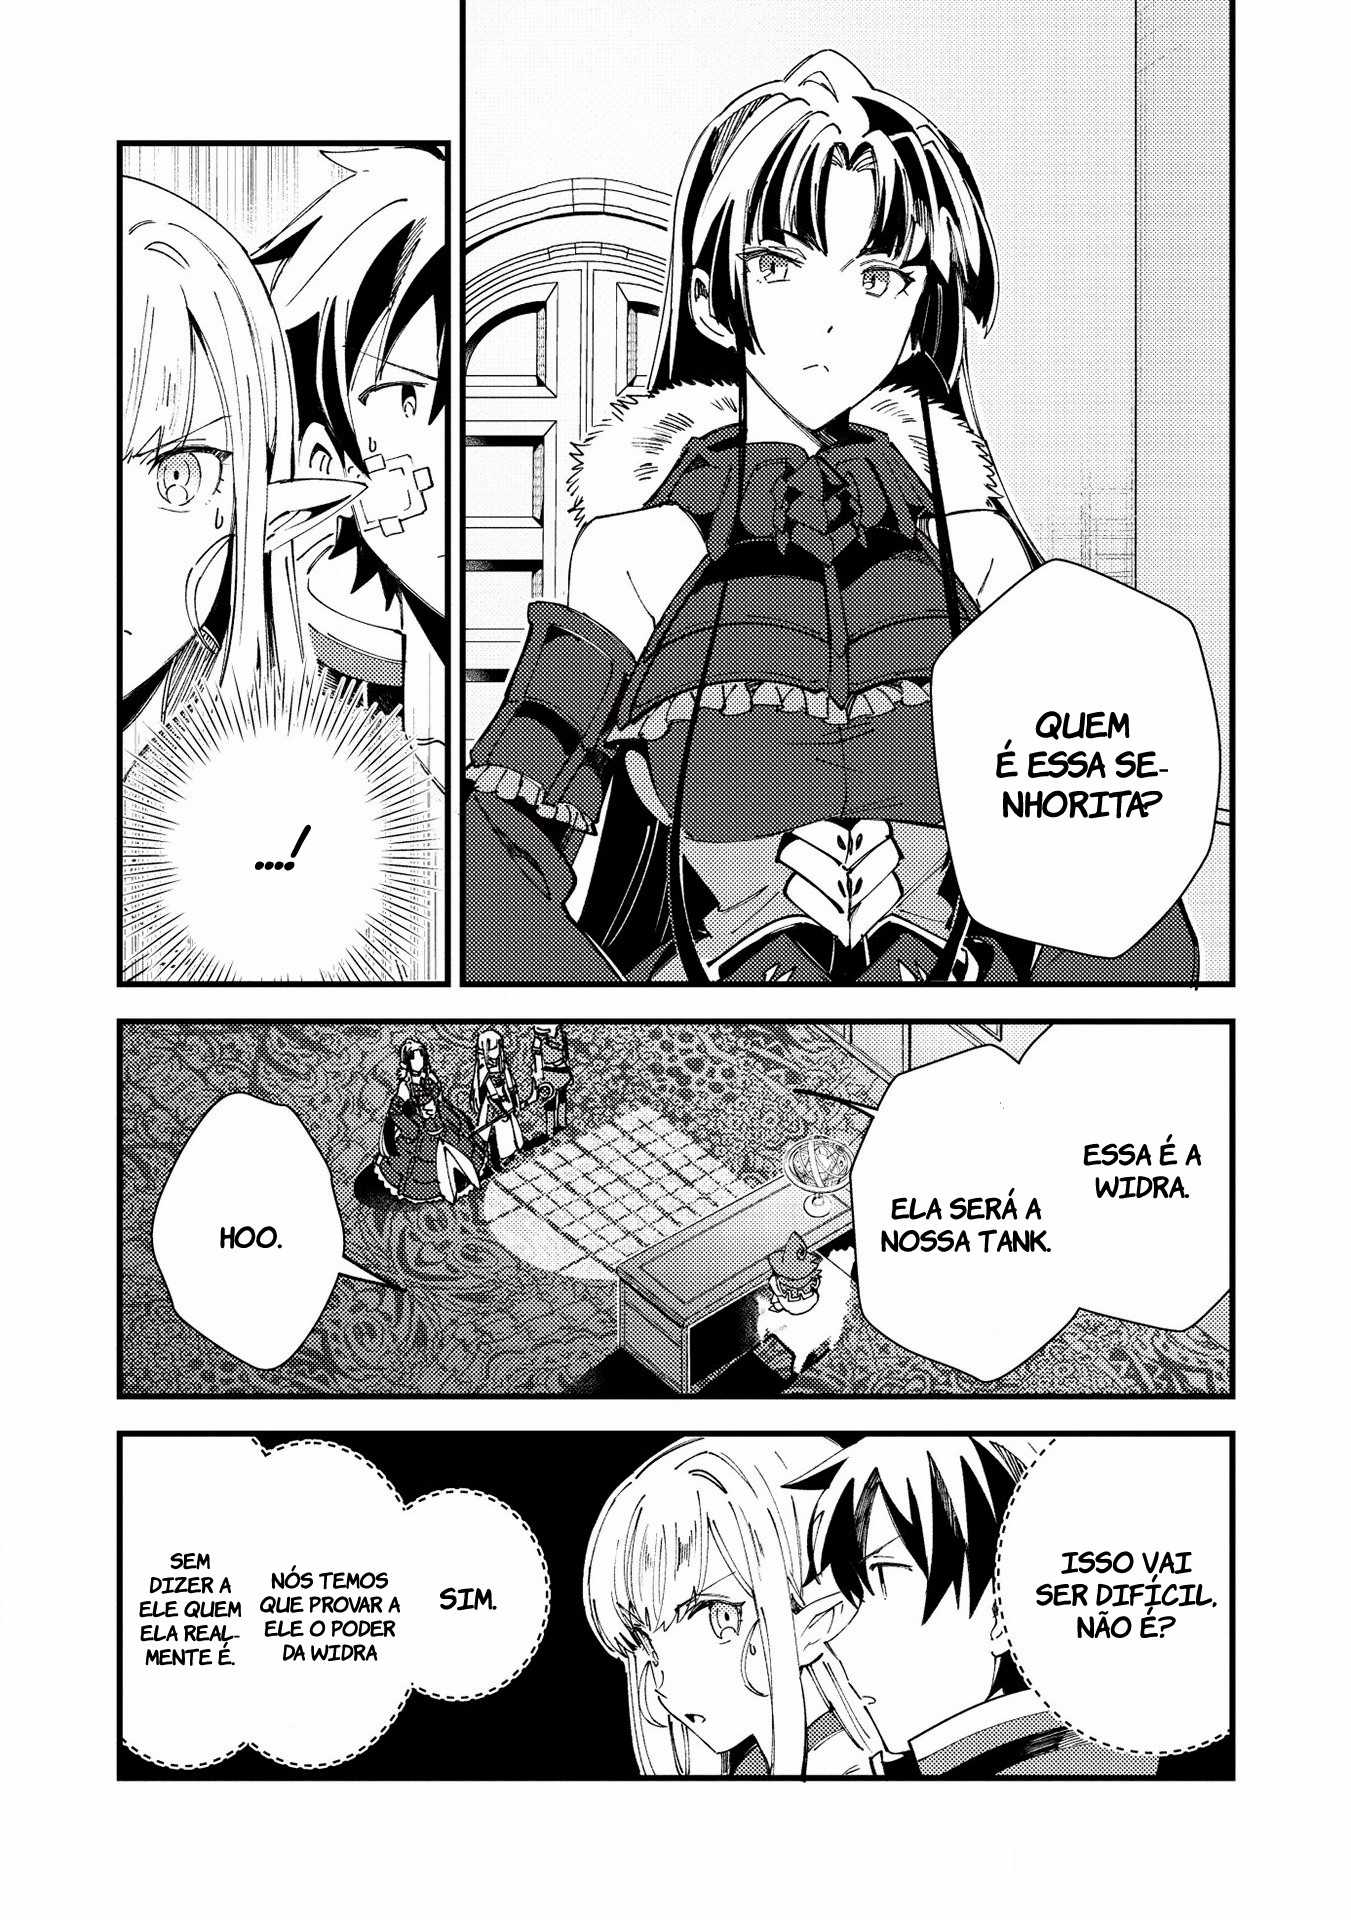 QUEM
É ESSA SE-
NHORITA?
.....!
ESSA É A
WIDRA.
ELA SERÁ A
NOSSA TANK.
HOO.
ISSO VAI
SER DIFÍCIL,
NÃO É?
SIM.
NÓS TEMOS
QUE PROVAR A
ELE O PODER
DA WIDRA
SEM
DIZER A
ELE QUEM
ELA REAL-
MENTE É.